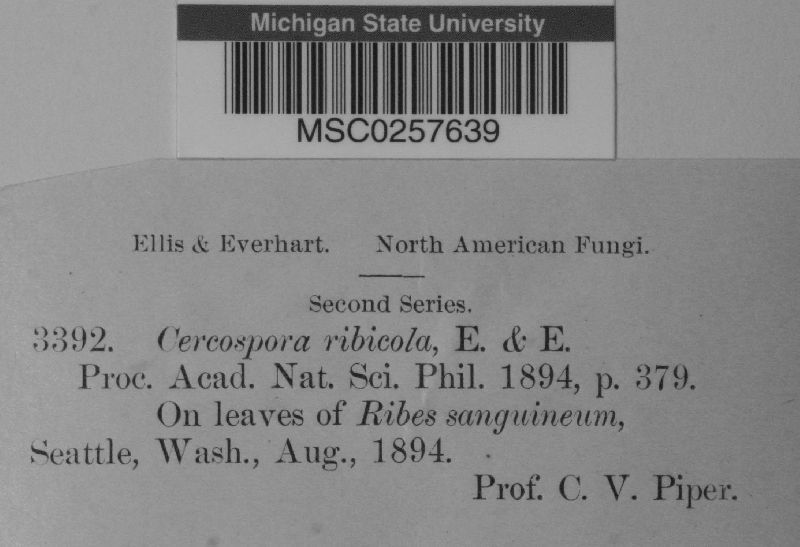 Michigan State University
MSC0257639
Ellis & Everhart. North American Fungi.
Second Series.
3392. Cercospora ribicola, E. & E.
Proc. Acad. Nat. Sci. Phil. 1894, p. 379.
On leaves of Ribes sanguineum,
Seattle, Wash., Aug., 1894.
Prof. C. V. Piper.